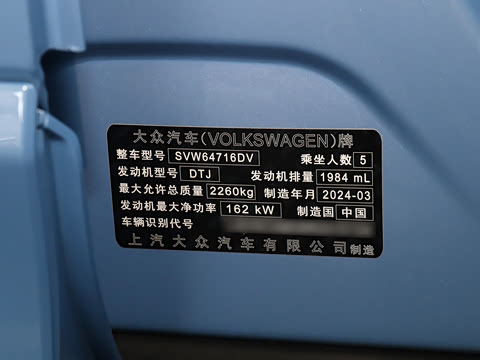 大众汽车(VOLKSWAGEN)牌
整车型号 SVW64716DV 乘坐人数 5
发动机型号 DTJ 发动机排量 1984 mL
最大允许总质量 2260kg 制造年月 2024-03
发动机最大净功率 162 kW 制造国 中国
车辆识别代号
上汽大众汽车有限公司制造